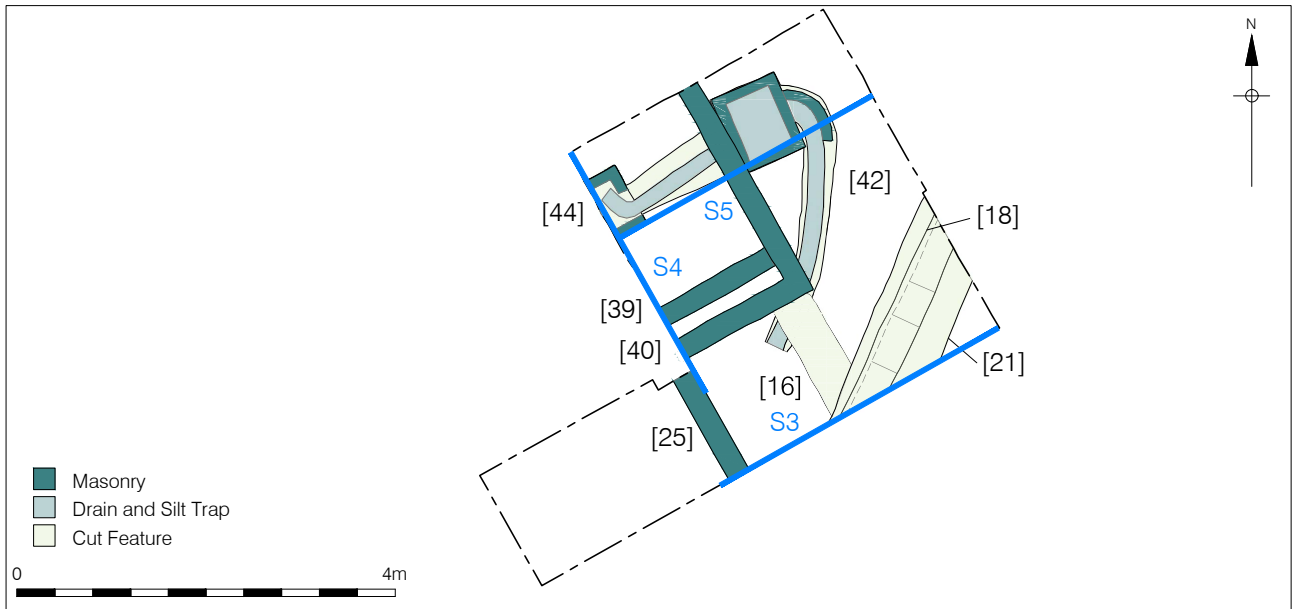 N
[42]
[18]
[44]
S5
S4
[39]
[40]
[21]
[16]
S3
[25]
Masonry
Drain and Silt Trap
Cut Feature
0 4m